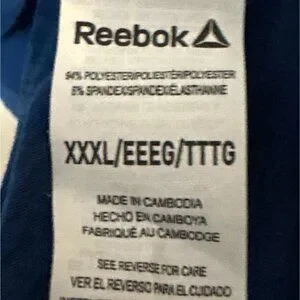 Reebok
94% POLYESTER/POLIESTER/POLYESTER
6% SPANDEX/SPANDEX/ÉLASTHANNE
XXXL/EEEG/TTTG
MADE IN CAMBODIA
HECHO EN CAMBOYA
FABRIQUÉ AU CAMBODGE
SEE REVERSE FOR CARE
VER EL REVERSO PARA EL CUIDADO